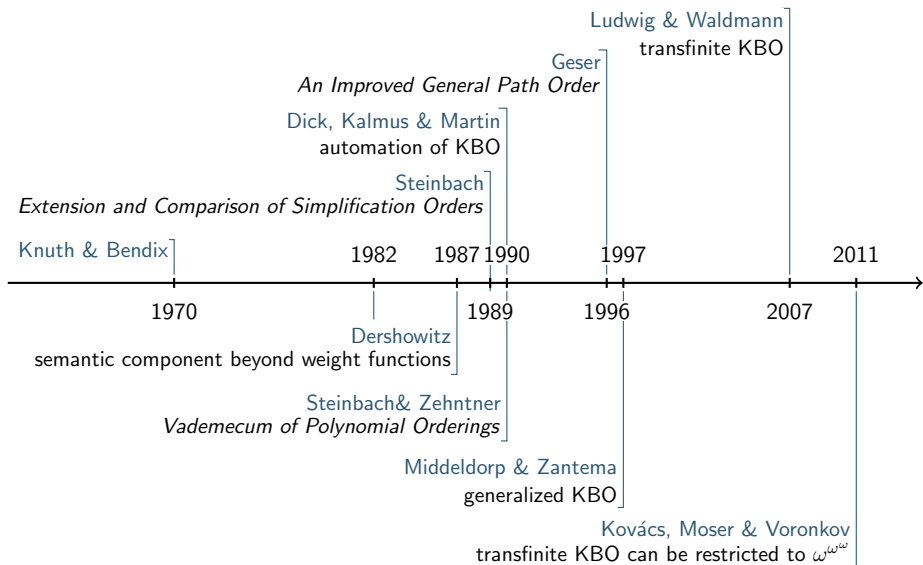 Ludwig & Waldmann
transfinite KBO
Geser
An Improved General Path Order
Dick, Kalmus & Martin
automation of KBO
Steinbach
Extension and Comparison of Simplification Orders
Knuth & Bendix
1982 1987 1990 1997 2011
1970 1989 1996 2007
Dershowitz
semantic component beyond weight functions
Steinbach& Zehntner
Vademecum of Polynomial Orderings
Middeldorp & Zantema
generalized KBO
Kovács, Moser & Voronkov
transfinite KBO can be restricted to ω^ω^ω